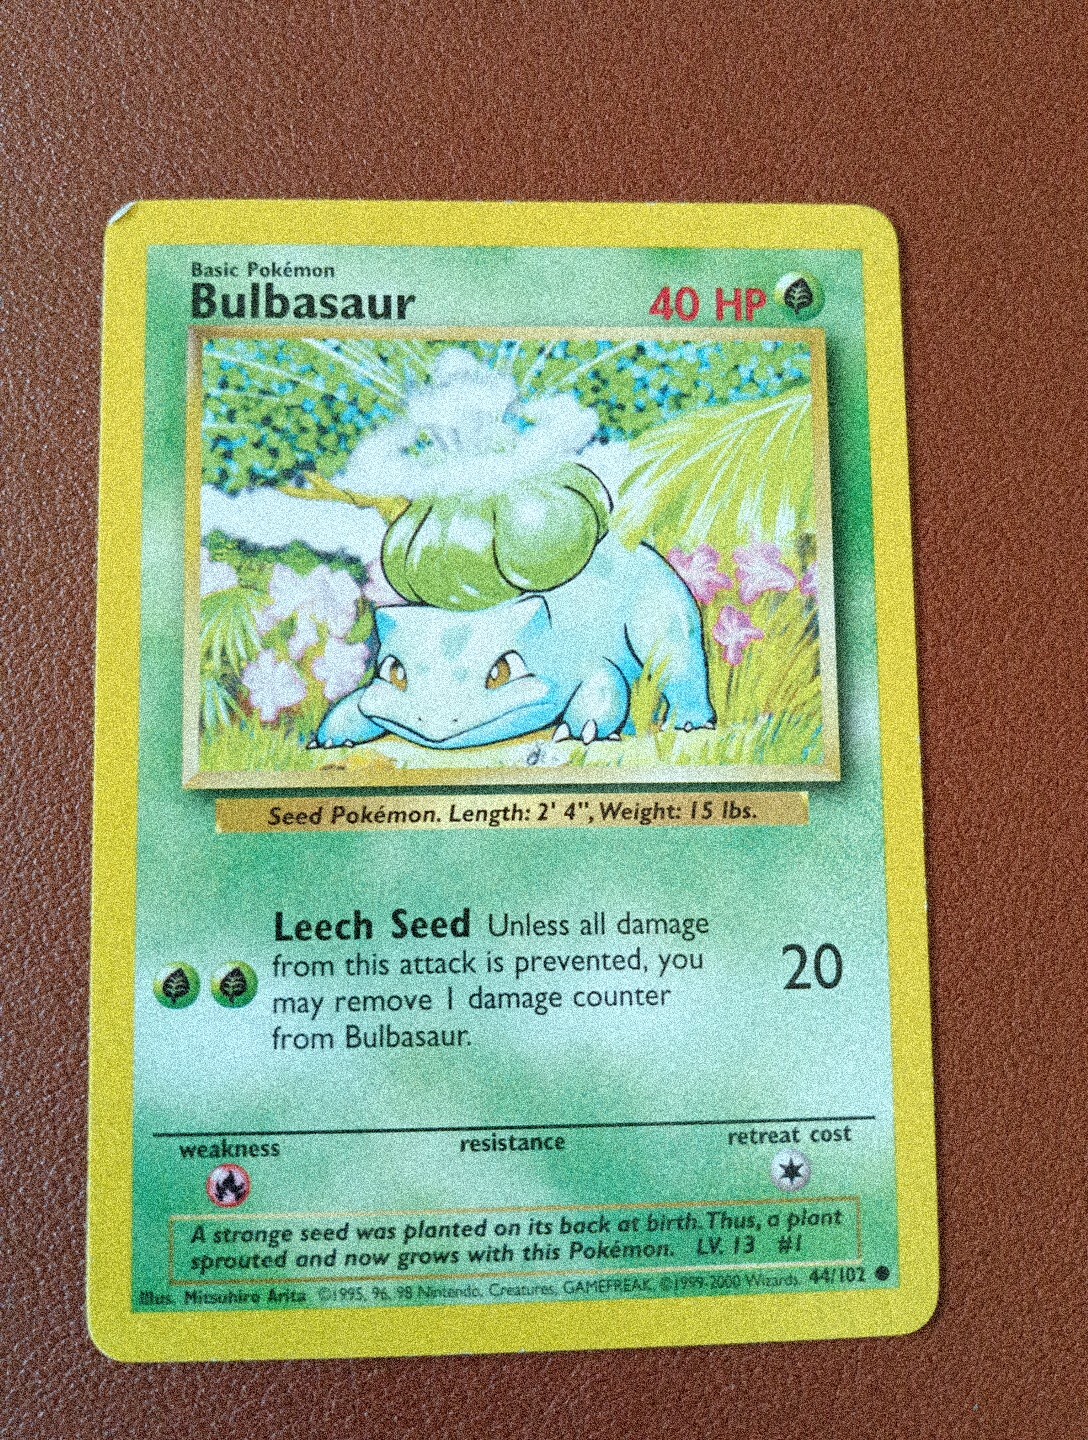 Basic Pokémon
Bulbasaur
40 HP
Seed Pokémon. Length: 2' 4", Weight: 15 lbs.
Leech Seed Unless all damage
from this attack is prevented, you
may remove 1 damage counter
from Bulbasaur.
20
weakness resistance retreat cost
A strange seed was planted on its back at birth. Thus, a plant
sprouted and now grows with this Pokémon. LV. 13 #1
Illus. Mitsuhiro Arita ©1995, 96, 98 Nintendo, Creatures, GAMEFREAK, ©1999-2000 Wizards. 44/102